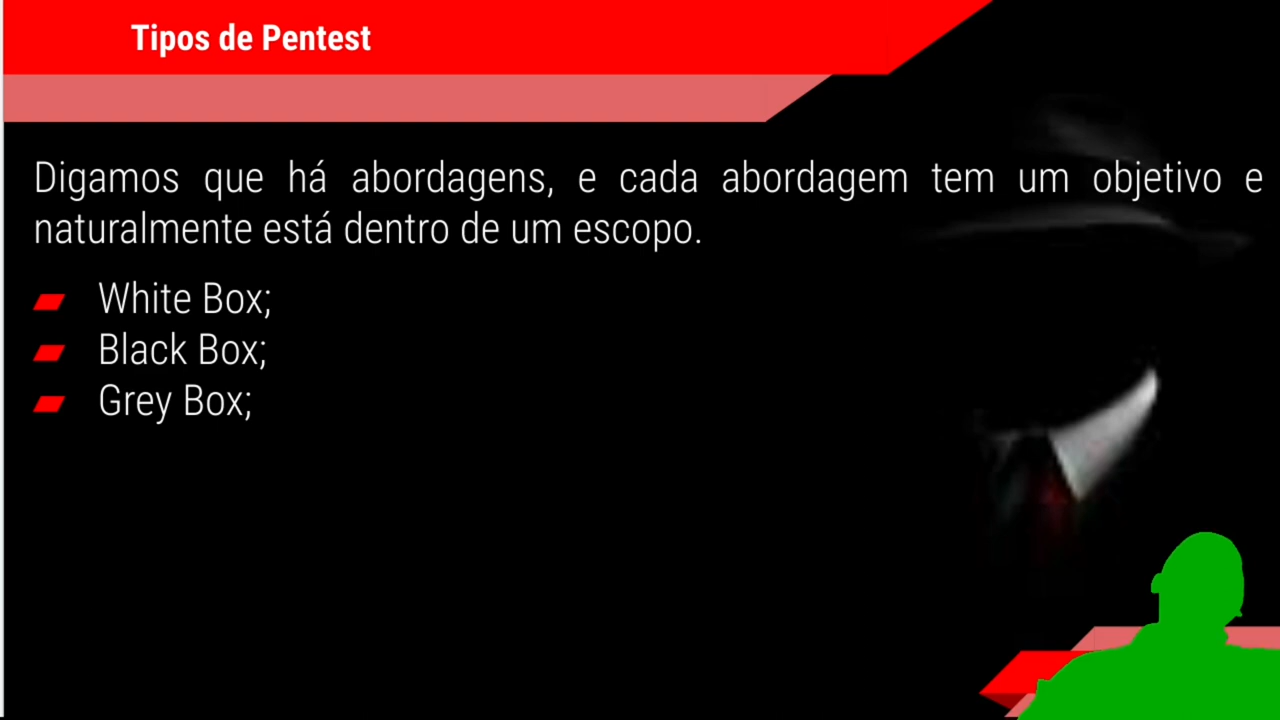 Tipos de Pentest
Digamos que há abordagens, e cada abordagem tem um objetivo e
naturalmente está dentro de um escopo.
White Box;
Black Box;
Grey Box;